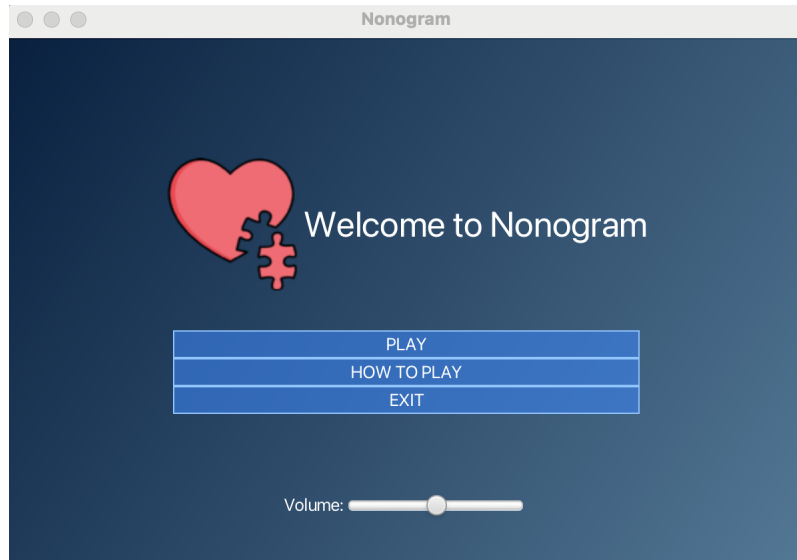 Nonogram
Welcome to Nonogram
PLAY
HOW TO PLAY
EXIT
Volume: